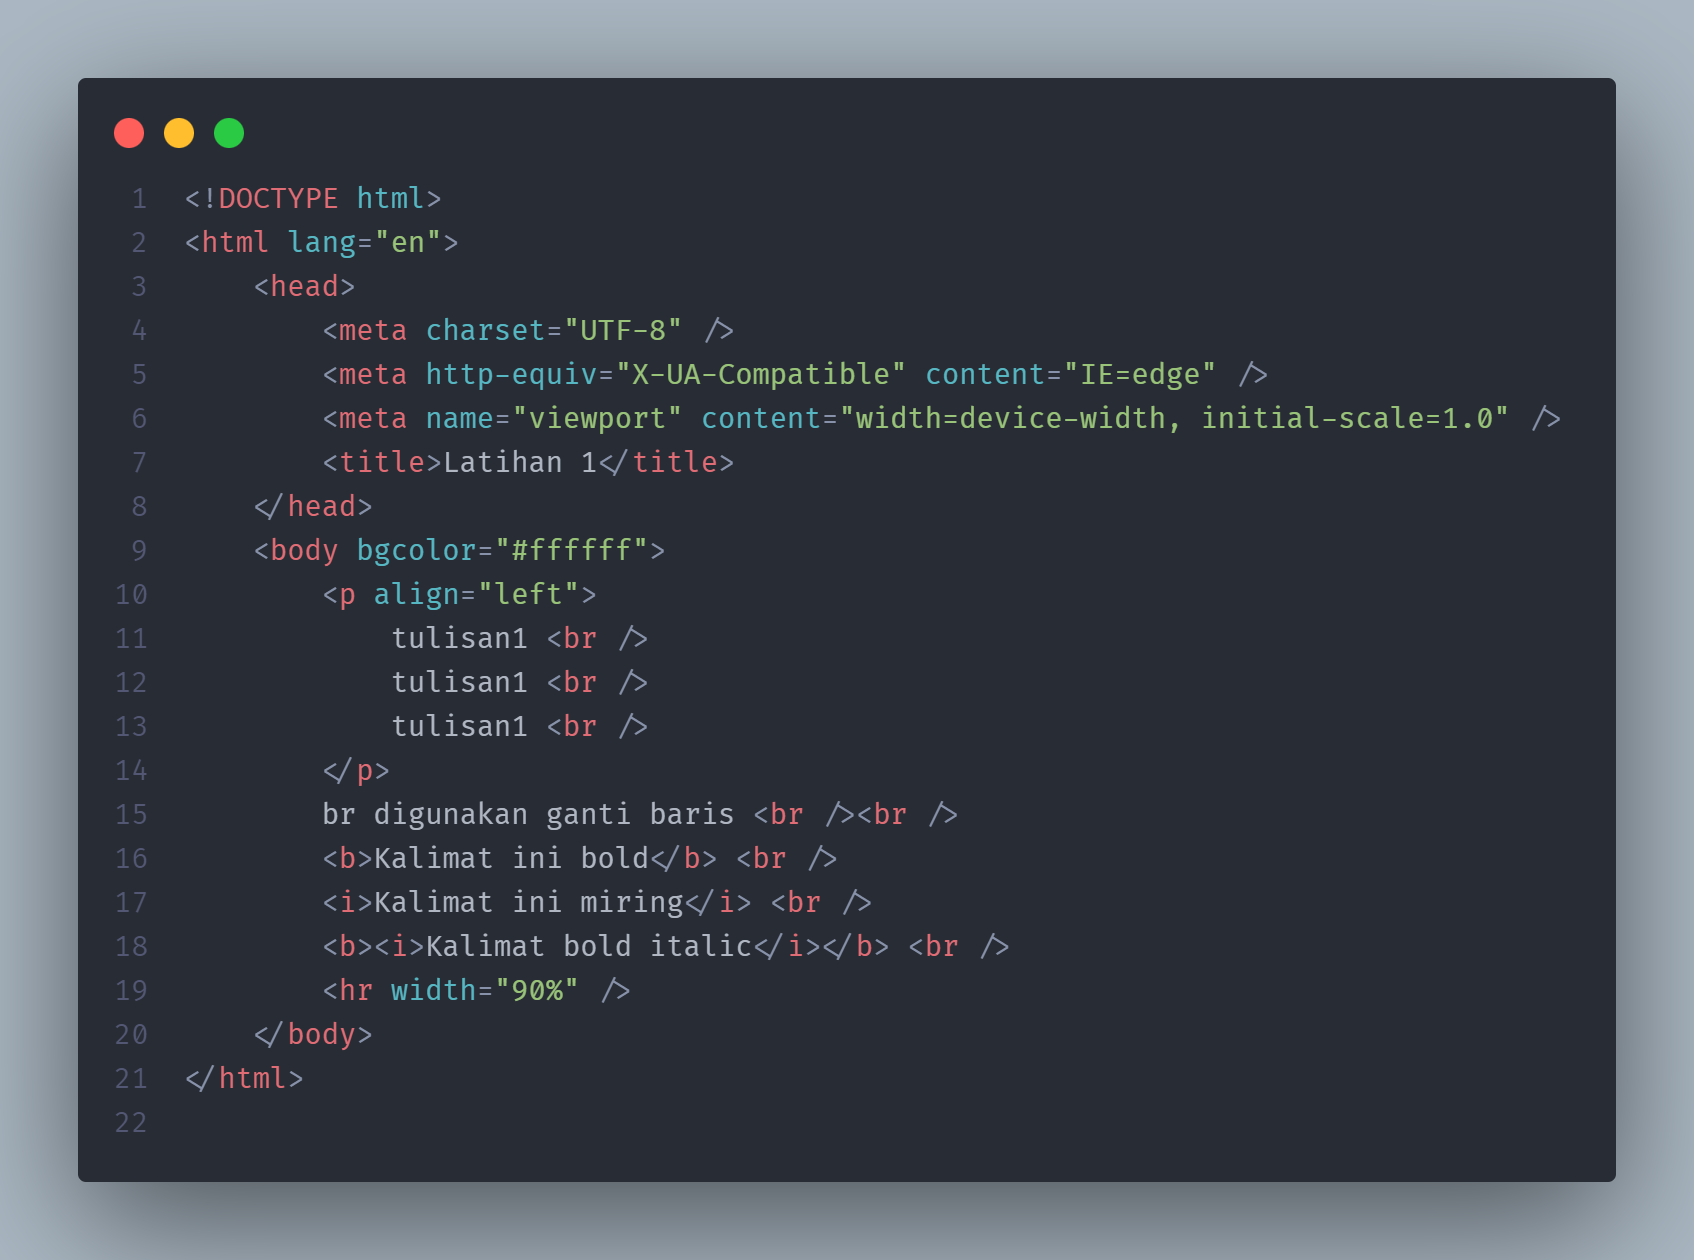 1 <!DOCTYPE html>
2 <html lang="en">
3     <head>
4         <meta charset="UTF-8" />
5         <meta http-equiv="X-UA-Compatible" content="IE=edge" />
6         <meta name="viewport" content="width=device-width, initial-scale=1.0" />
7         <title>Latihan 1</title>
8     </head>
9     <body bgcolor="#ffffff">
10         <p align="left">
11             tulisan1 <br />
12             tulisan1 <br />
13             tulisan1 <br />
14         </p>
15         br digunakan ganti baris <br /><br />
16         <b>Kalimat ini bold</b> <br />
17         <i>Kalimat ini miring</i> <br />
18         <b><i>Kalimat bold italic</i></b> <br />
19         <hr width="90%" />
20     </body>
21 </html>
22